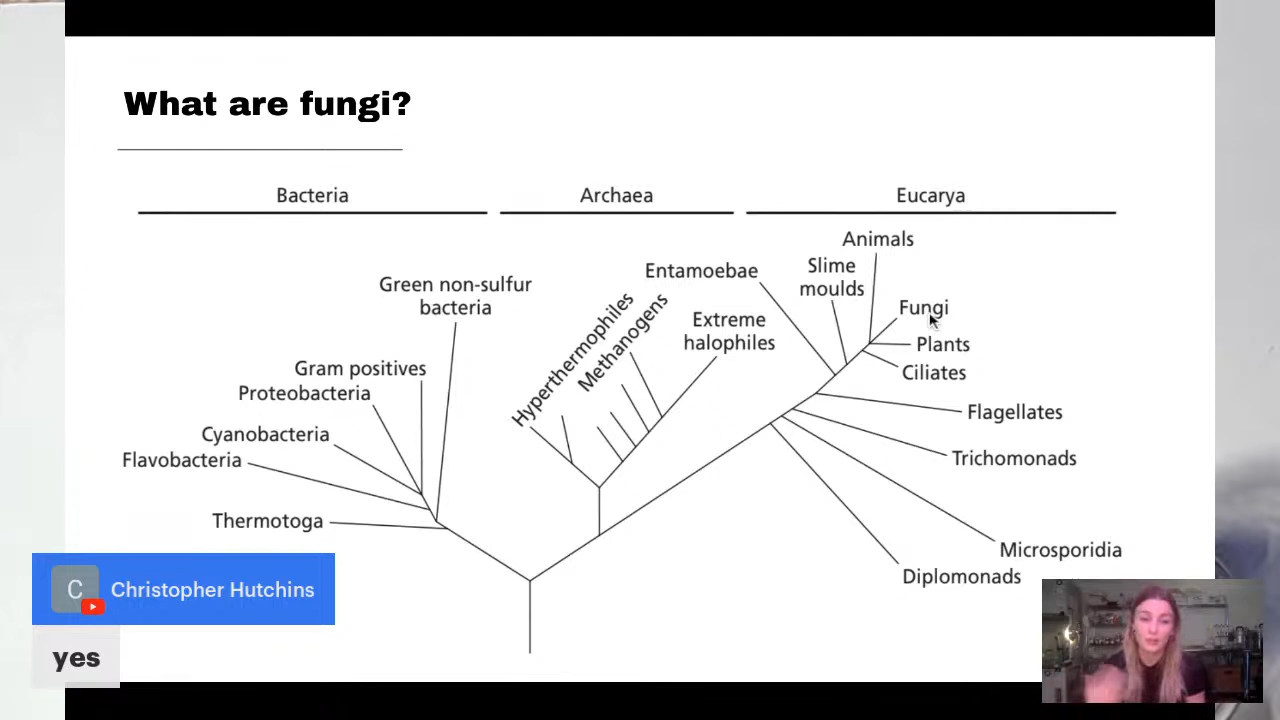 What are fungi?
Bacteria
Archaea
Eucarya
Animals
Entamoebae
Slime
moulds
Green non-sulfur
bacteria
Hyperthermophiles
Methanogens
Extreme
halophiles
Fungi
Plants
Gram positives
Ciliates
Proteobacteria
Flagellates
Cyanobacteria
Flavobacteria
Trichomonads
Thermotoga
Microsporidia
Diplomonads
C
Christopher Hutchins
yes